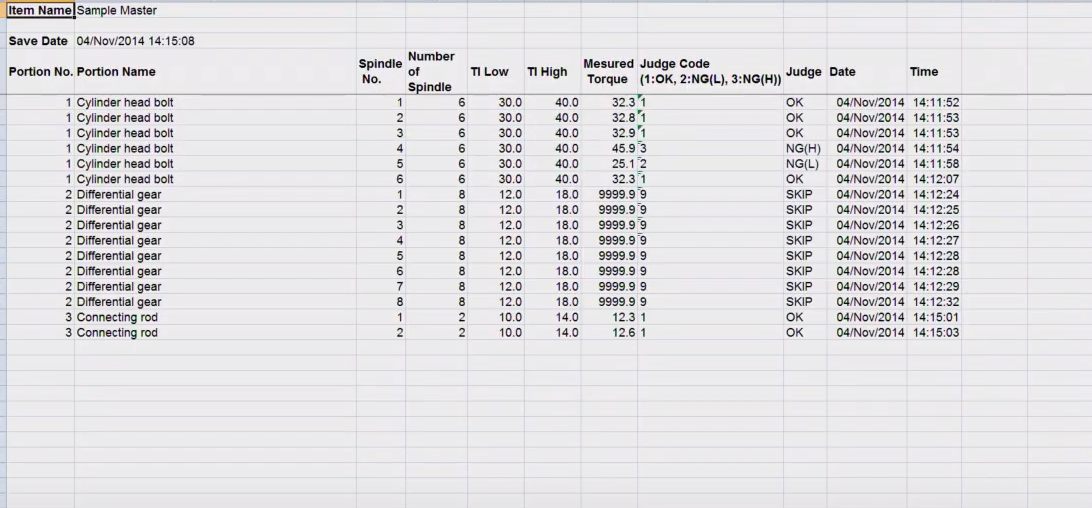 Item Name Sample Master
Save Date 04/Nov/2014 14:15:08
Portion No. Portion Name Spindle No. Number of Spindle TI Low TI High Mesured Torque Judge Code (1:OK, 2:NG(L), 3:NG(H)) Judge Date Time
1 Cylinder head bolt 1 6 30.0 40.0 32.3 1 OK 04/Nov/2014 14:11:52
1 Cylinder head bolt 2 6 30.0 40.0 32.8 1 OK 04/Nov/2014 14:11:53
1 Cylinder head bolt 3 6 30.0 40.0 32.9 1 OK 04/Nov/2014 14:11:53
1 Cylinder head bolt 4 6 30.0 40.0 45.9 3 NG(H) 04/Nov/2014 14:11:54
1 Cylinder head bolt 5 6 30.0 40.0 25.1 2 NG(L) 04/Nov/2014 14:11:58
1 Cylinder head bolt 6 6 30.0 40.0 32.3 1 OK 04/Nov/2014 14:12:07
2 Differential gear 1 8 12.0 18.0 9999.9 9 SKIP 04/Nov/2014 14:12:24
2 Differential gear 2 8 12.0 18.0 9999.9 9 SKIP 04/Nov/2014 14:12:25
2 Differential gear 3 8 12.0 18.0 9999.9 9 SKIP 04/Nov/2014 14:12:26
2 Differential gear 4 8 12.0 18.0 9999.9 9 SKIP 04/Nov/2014 14:12:27
2 Differential gear 5 8 12.0 18.0 9999.9 9 SKIP 04/Nov/2014 14:12:28
2 Differential gear 6 8 12.0 18.0 9999.9 9 SKIP 04/Nov/2014 14:12:28
2 Differential gear 7 8 12.0 18.0 9999.9 9 SKIP 04/Nov/2014 14:12:29
2 Differential gear 8 8 12.0 18.0 9999.9 9 SKIP 04/Nov/2014 14:12:32
3 Connecting rod 1 2 10.0 14.0 12.3 1 OK 04/Nov/2014 14:15:01
3 Connecting rod 2 2 10.0 14.0 12.6 1 OK 04/Nov/2014 14:15:03